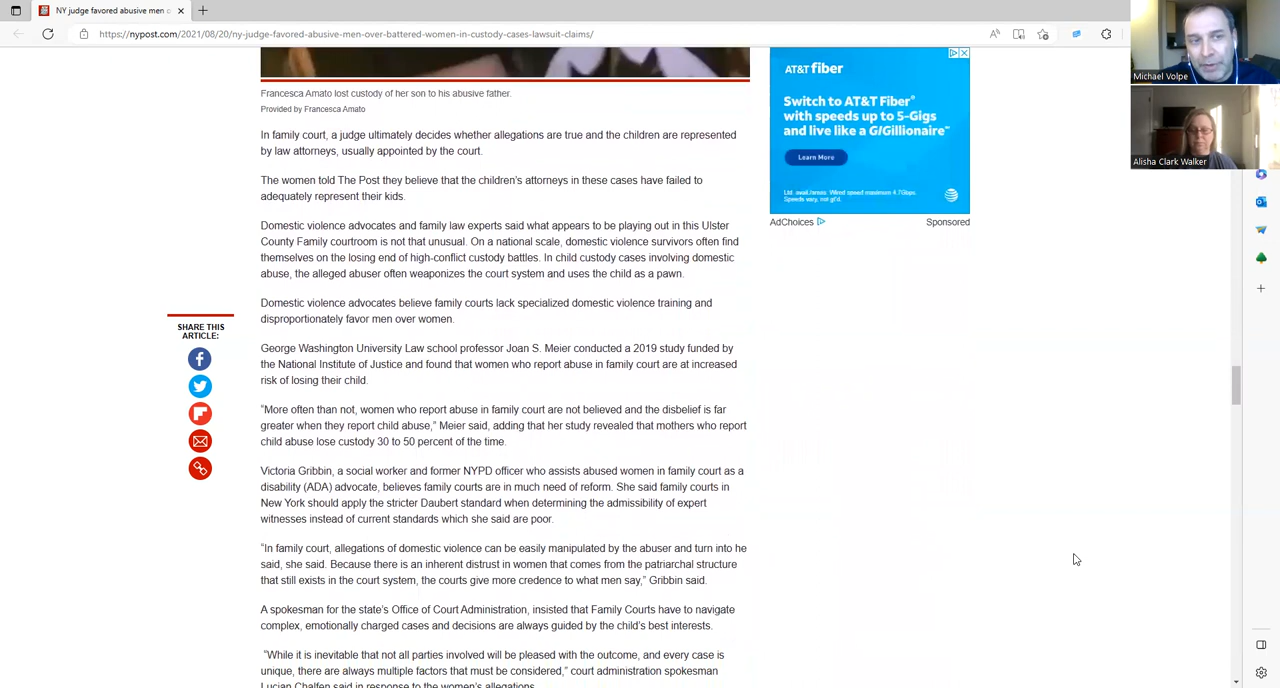 NY judge favored abusive men o
https://nypost.com/2021/08/20/ny-judge-favored-abusive-men-over-battered-women-in-custody-cases-lawsuit-claims/
Michael Volpe
Alisha Clark Walker
Francesca Amato lost custody of her son to his abusive father.
Provided by Francesca Amato
In family court, a judge ultimately decides whether allegations are true and the children are represented
by law attorneys, usually appointed by the court.
The women told The Post they believe that the children's attorneys in these cases have failed to
adequately represent their kids.
Domestic violence advocates and family law experts said what appears to be playing out in this Ulster
County Family courtroom is not that unusual. On a national scale, domestic violence survivors often find
themselves on the losing end of high-conflict custody battles. In child custody cases involving domestic
abuse, the alleged abuser often weaponizes the court system and uses the child as a pawn.
Domestic violence advocates believe family courts lack specialized domestic violence training and
disproportionately favor men over women.
George Washington University Law school professor Joan S. Meier conducted a 2019 study funded by
the National Institute of Justice and found that women who report abuse in family court are at increased
risk of losing their child.
"More often than not, women who report abuse in family court are not believed and the disbelief is far
greater when they report child abuse," Meier said, adding that her study revealed that mothers who report
child abuse lose custody 30 to 50 percent of the time.
Victoria Gribbin, a social worker and former NYPD officer who assists abused women in family court as a
disability (ADA) advocate, believes family courts are in much need of reform. She said family courts in
New York should apply the stricter Daubert standard when determining the admissibility of expert
witnesses instead of current standards which she said are poor.
"In family court, allegations of domestic violence can be easily manipulated by the abuser and turn into he
said, she said. Because there is an inherent distrust in women that comes from the patriarchal structure
that still exists in the court system, the courts give more credence to what men say," Gribbin said.
A spokesman for the state's Office of Court Administration, insisted that Family Courts have to navigate
complex, emotionally charged cases and decisions are always guided by the child's best interests.
"While it is inevitable that not all parties involved will be pleased with the outcome, and every case is
unique, there are always multiple factors that must be considered," court administration spokesman
Lucian Chalfen said in response to the women's allegations.
SHARE THIS
ARTICLE:
AT&T fiber
Switch to AT&T Fiber®
with speeds up to 5-Gigs
and live like a GIGillionaire℠
Learn More
Ltd. avail./areas. Wired speed maximum 4.7Gbps.
Speeds vary, not gt'd.
AdChoices
Sponsored